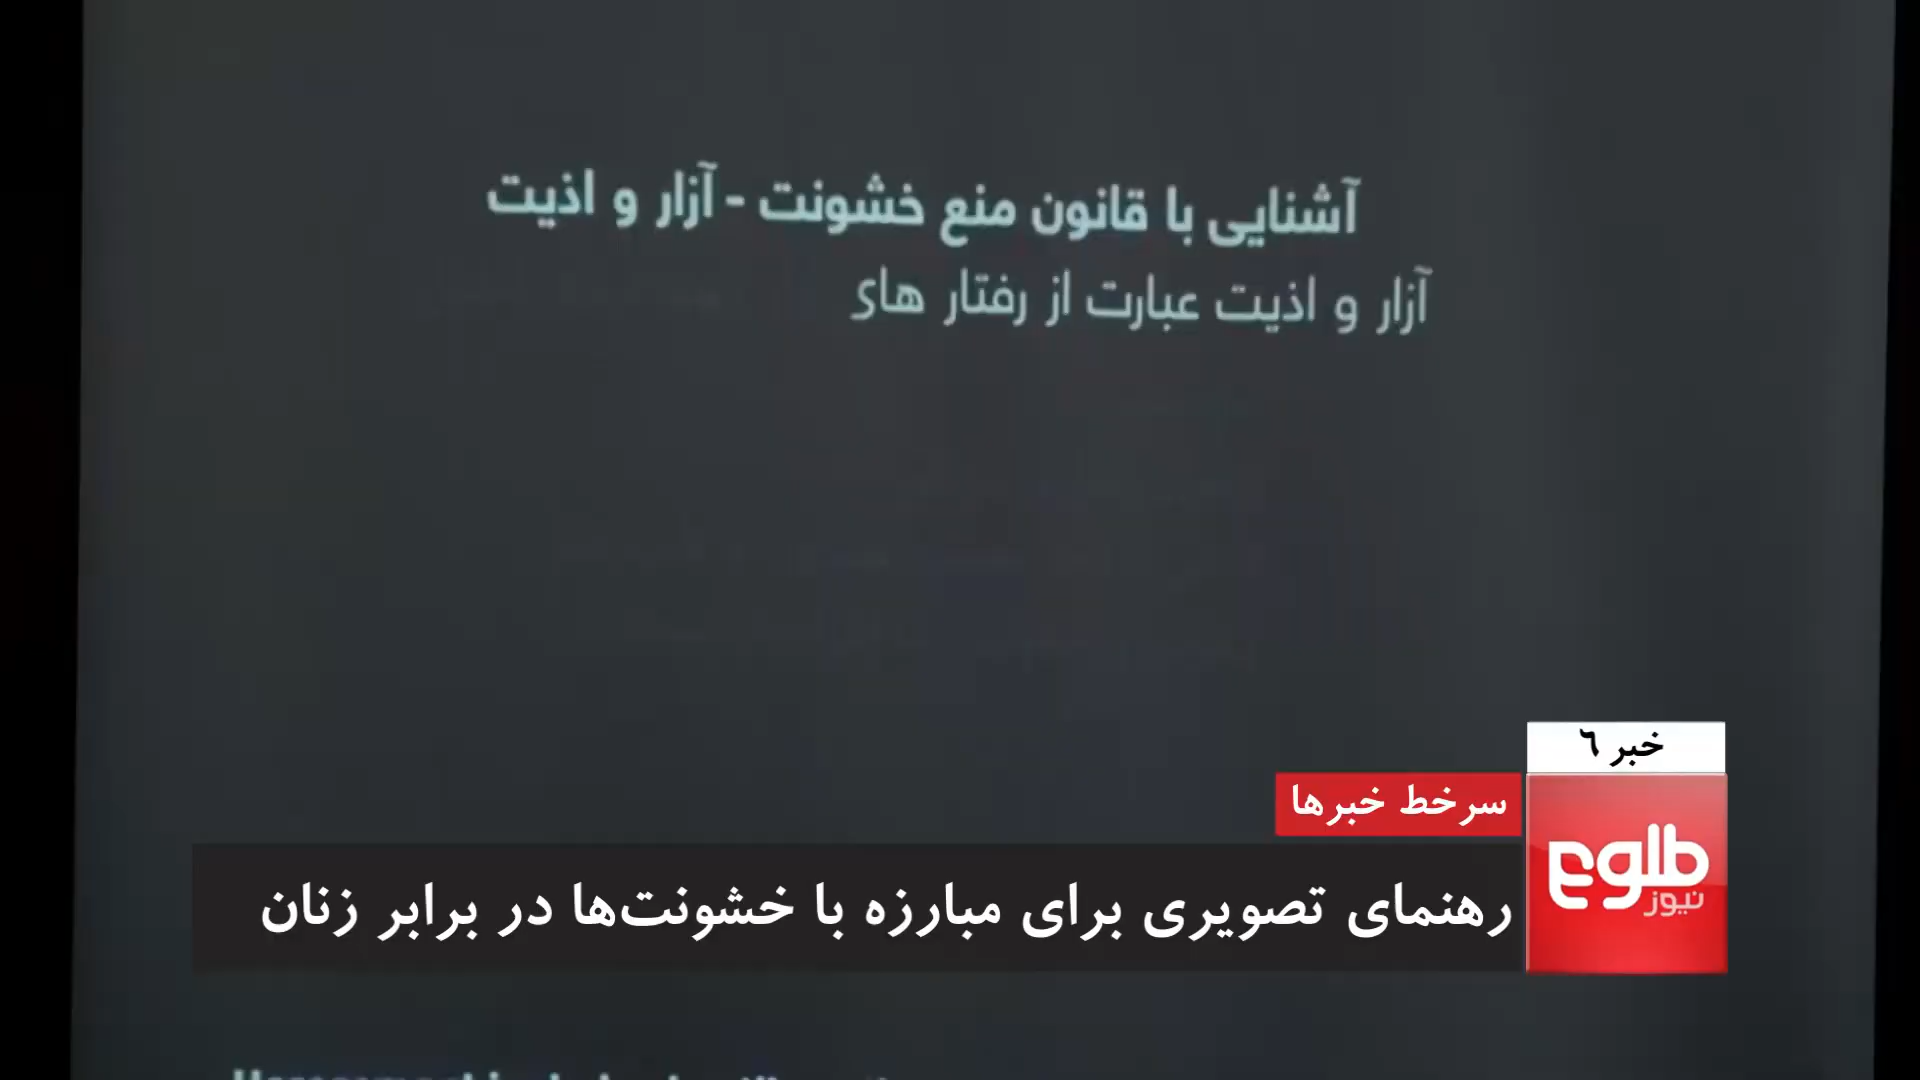 آشنایی با قانون منع خشونت - آزار و اذیت
آزار و اذیت عبارت از رفتار های
خبر ٦
سرخط خبرها
طلوع
نیوز
رهنمای تصویری برای مبارزه با خشونت‌ها در برابر زنان